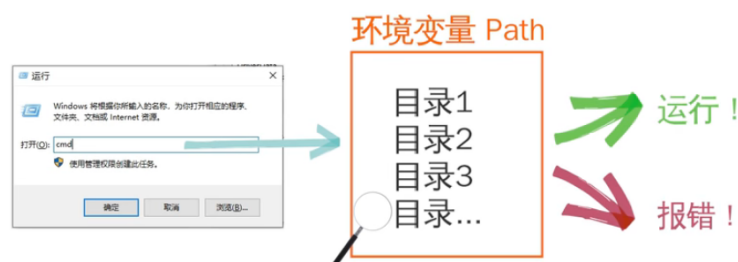 环境变量 Path
运行
Windows 将根据你所输入的名称，为你打开相应的程序、
文件夹、文档或 Internet 资源。
打开(O):
cmd
使用管理权限创建此任务。
确定
取消
浏览(B)...
目录1
目录2
目录3
目录...
运行！
报错！